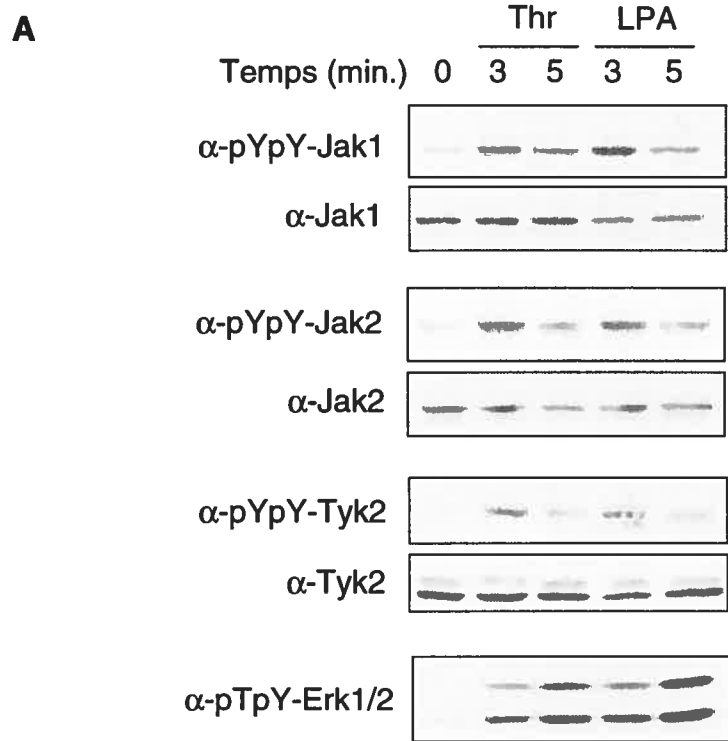 A
Thr LPA
Temps (min.) 0 3 5 3 5
α-pYpY-Jak1
α-Jak1
α-pYpY-Jak2
α-Jak2
α-pYpY-Tyk2
α-Tyk2
α-pTpY-Erk1/2